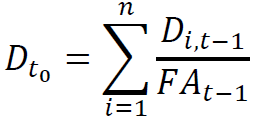 $D_{t_0} = \sum_{i=1}^{n} \frac{D_{i,t-1}}{FA_{t-1}}$